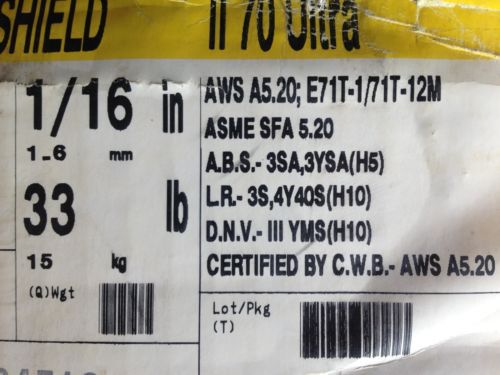 SHIELD II 70 Ultra
1/16 in
1.6 mm
33 lb
15 kg
(Q)Wgt
AWS A5.20; E71T-1/71T-12M
ASME SFA 5.20
A.B.S.- 3SA,3YSA(H5)
L.R.- 3S,4Y40S(H10)
D.N.V.- III YMS(H10)
CERTIFIED BY C.W.B.- AWS A5.20
Lot/Pkg
(T)